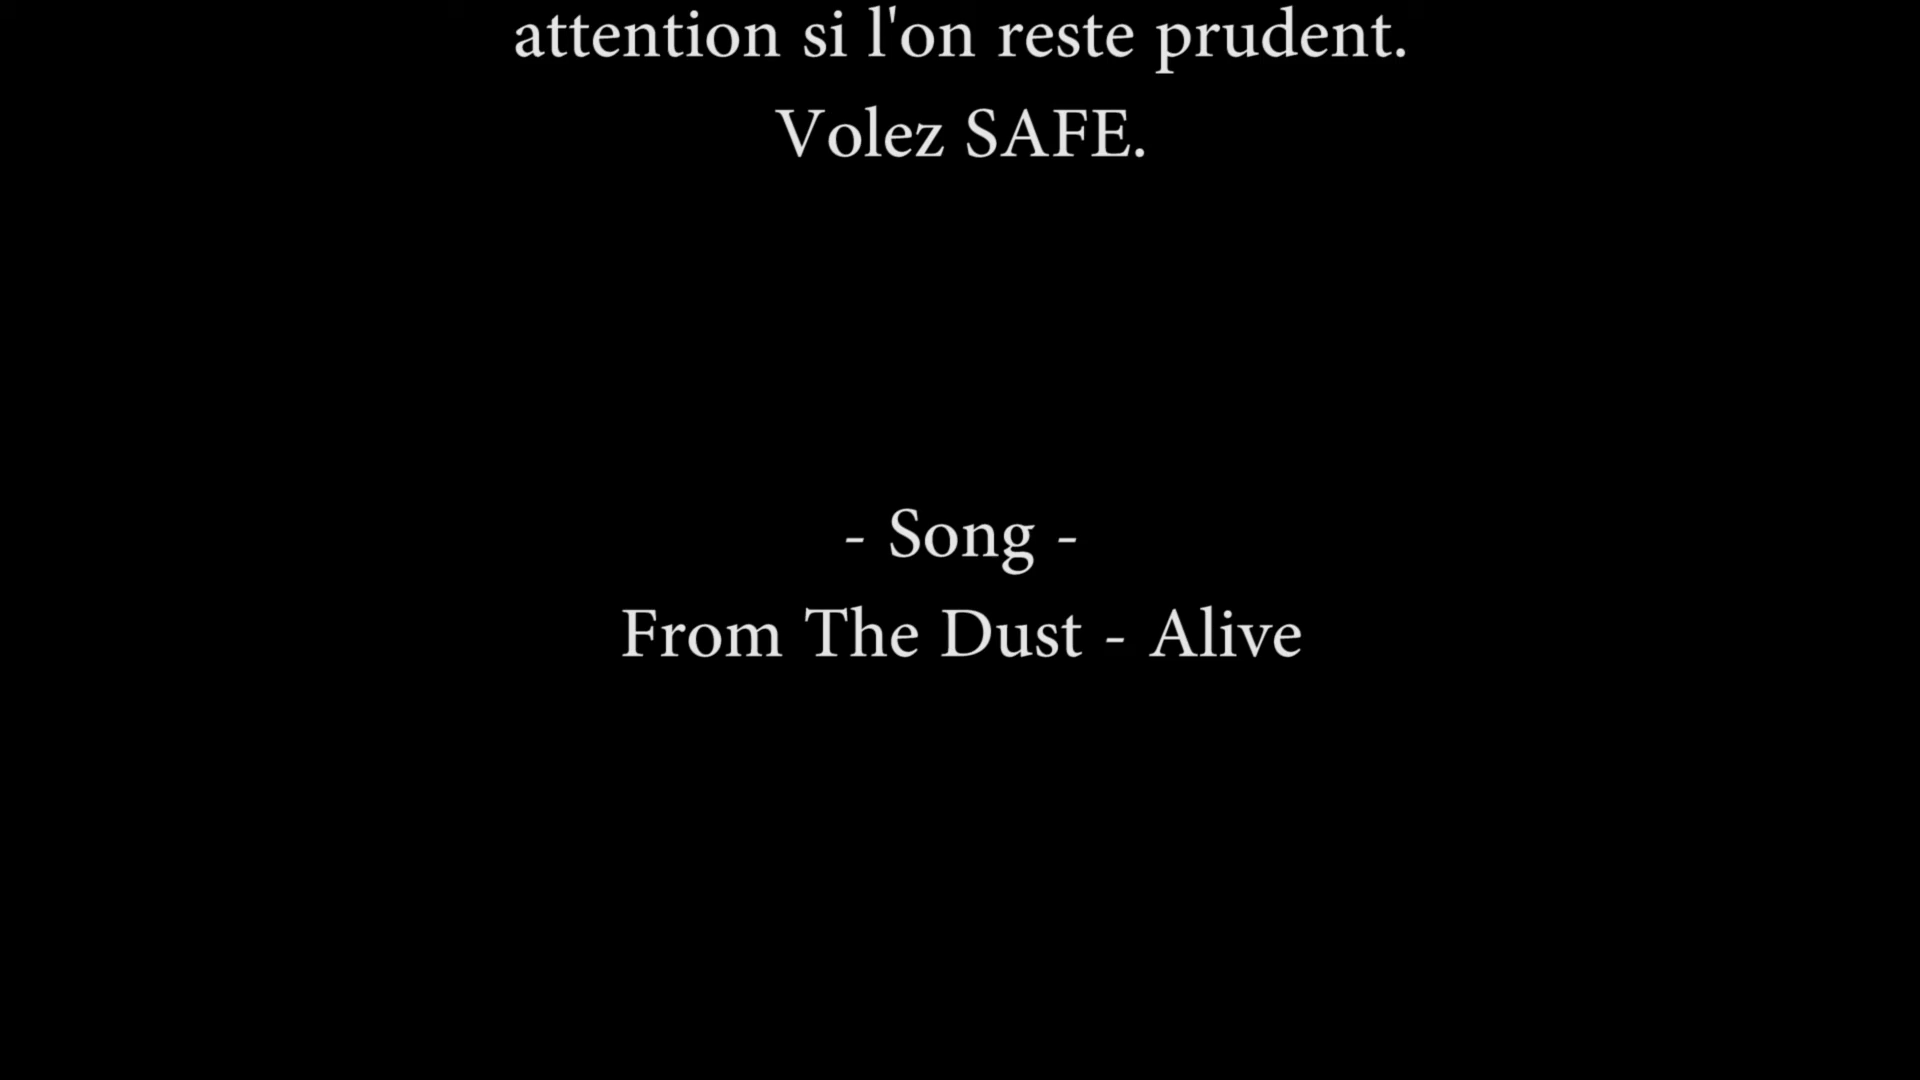 attention si l'on reste prudent.
Volez SAFE.
- Song -
From The Dust - Alive